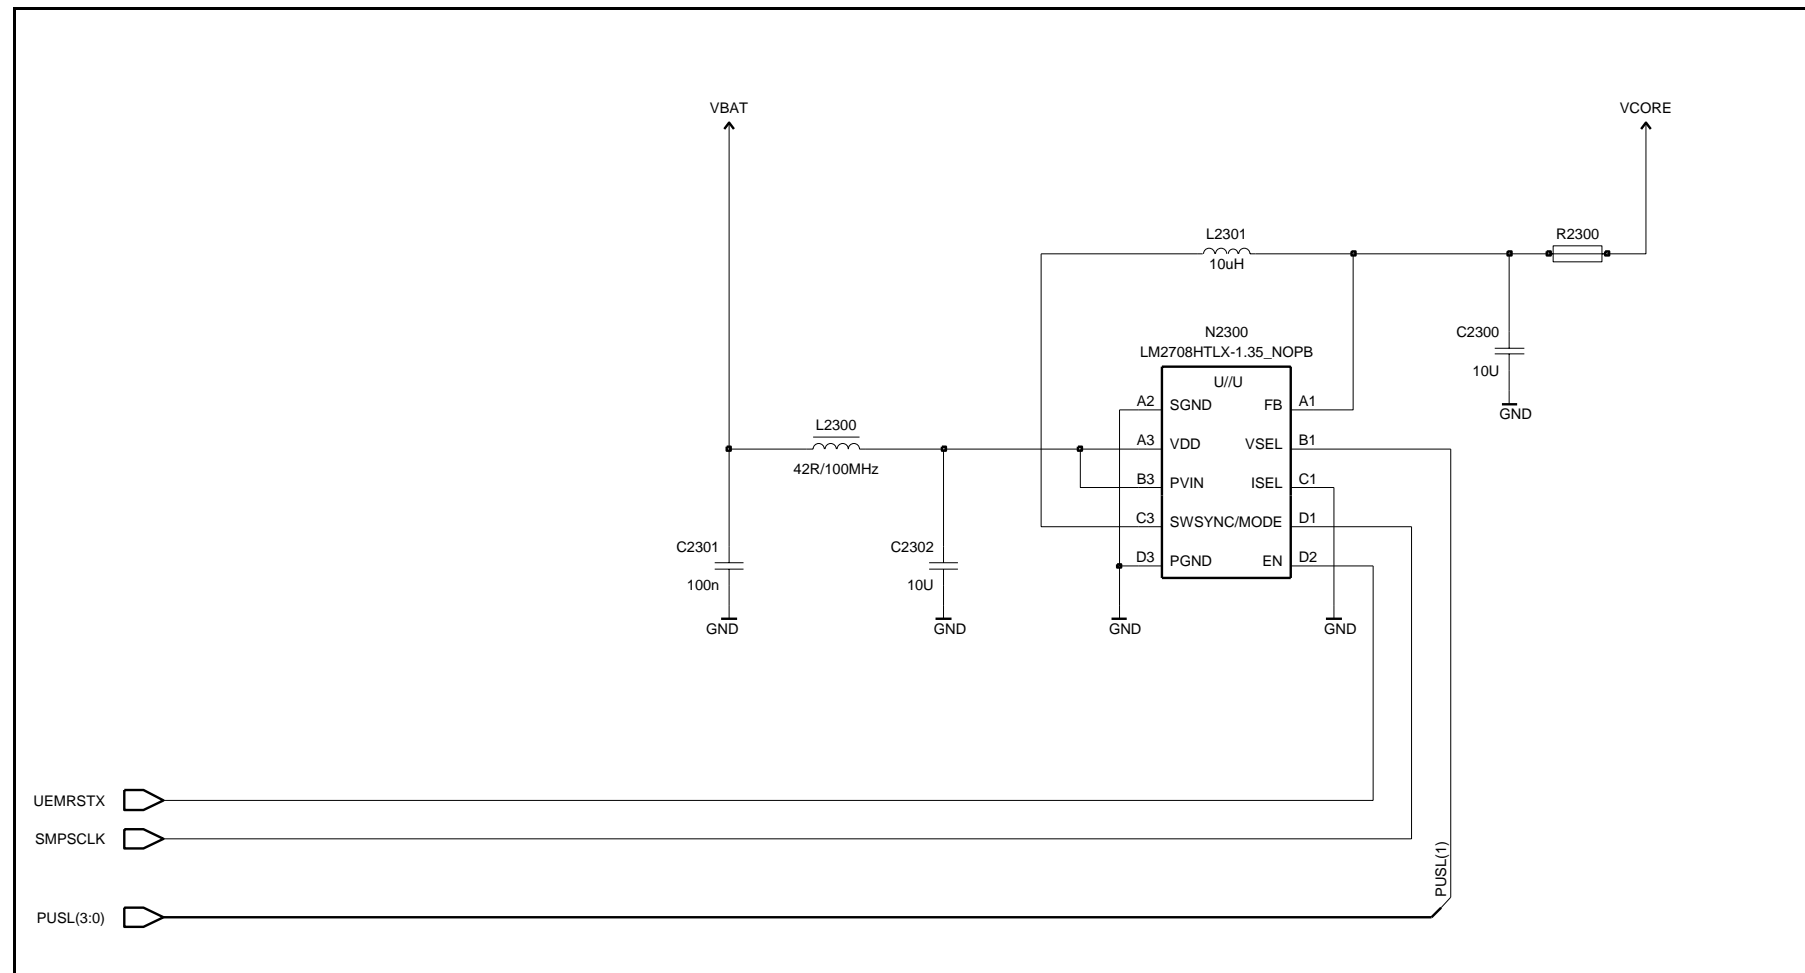 VBAT
VCORE
L2301
10uH
R2300
N2300
LM2708HTLX-1.35_NOPB
C2300
10U
GND
U//U
A2 SGND FB A1
A3 VDD VSEL B1
B3 PVIN ISEL C1
C3 SWSYNC/MODE D1
D3 PGND EN D2
L2300
42R/100MHz
C2301
100n
GND
C2302
10U
GND
GND
GND
UEMRSTX
SMPSCLK
PUSL(3:0)
PUSL(1)